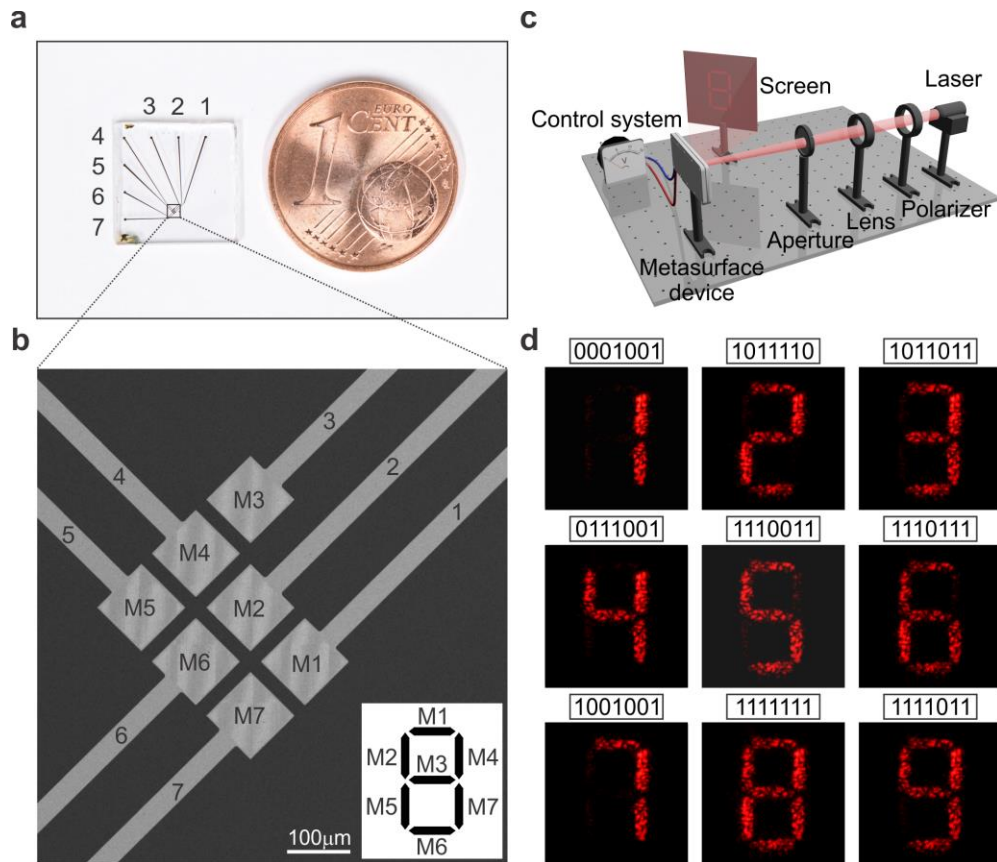 a
3 2 1
4
5
6
7
1
EURO
CENT
c
Control system
Screen
Laser
V
Aperture
Lens
Polarizer
Metasurface
device
b
3
2
1
4
5
6
7
M3
M4
M2
M5
M6
M1
M7
100μm
M1
M2
M3
M4
M5
M7
M6
d
0001001
1011110
1011011
0111001
1110011
1110111
1001001
1111111
1111011